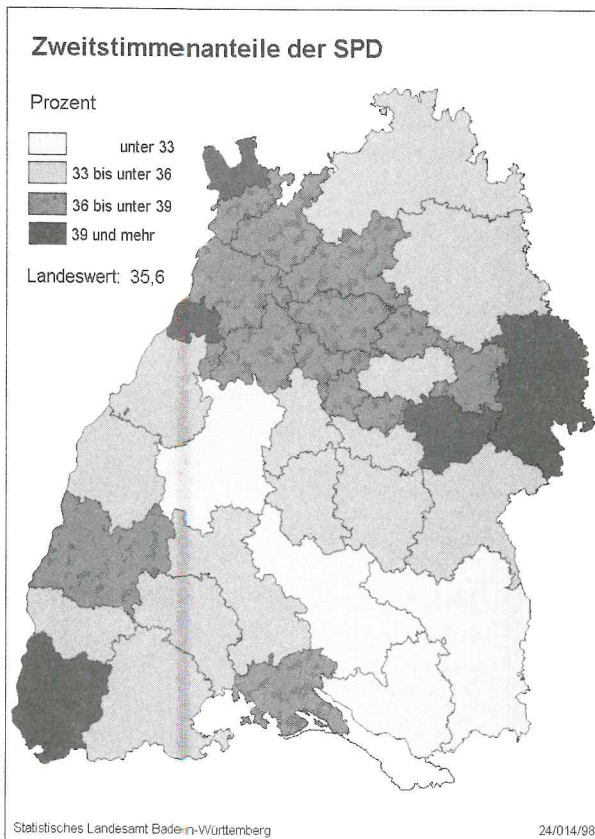 Zweitstimmenanteile der SPD
Prozent
unter 33
33 bis unter 36
36 bis unter 39
39 und mehr
Landeswert: 35,6
Statistisches Landesamt Baden-Württemberg
24/014/98